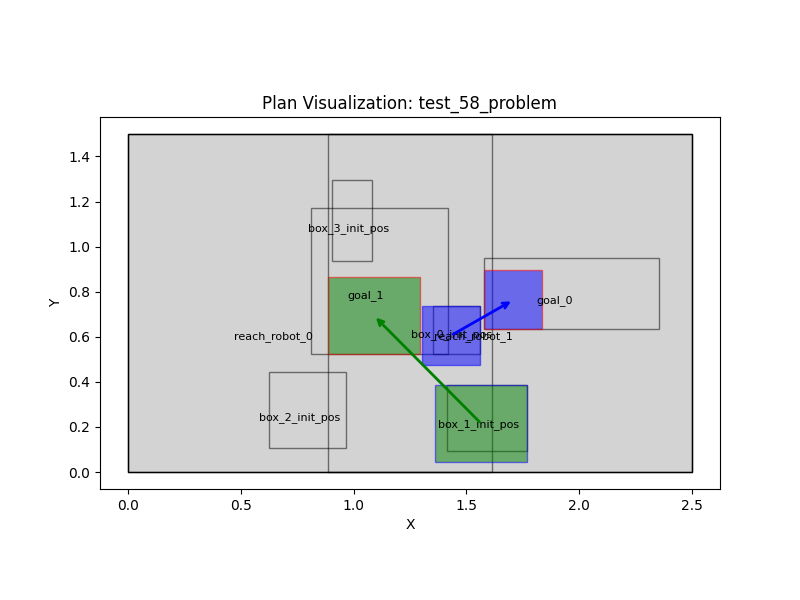 Plan Visualization: test_58_problem
1.4
1.2
1.0
0.8
0.6
0.4
0.2
0.0
Y
box_3_init_pos
goal_1
goal_0
reach_robot_0
box_0_init_pos
reach_robot_1
box_2_init_pos
box_1_init_pos
0.0 0.5 1.0 1.5 2.0 2.5
X